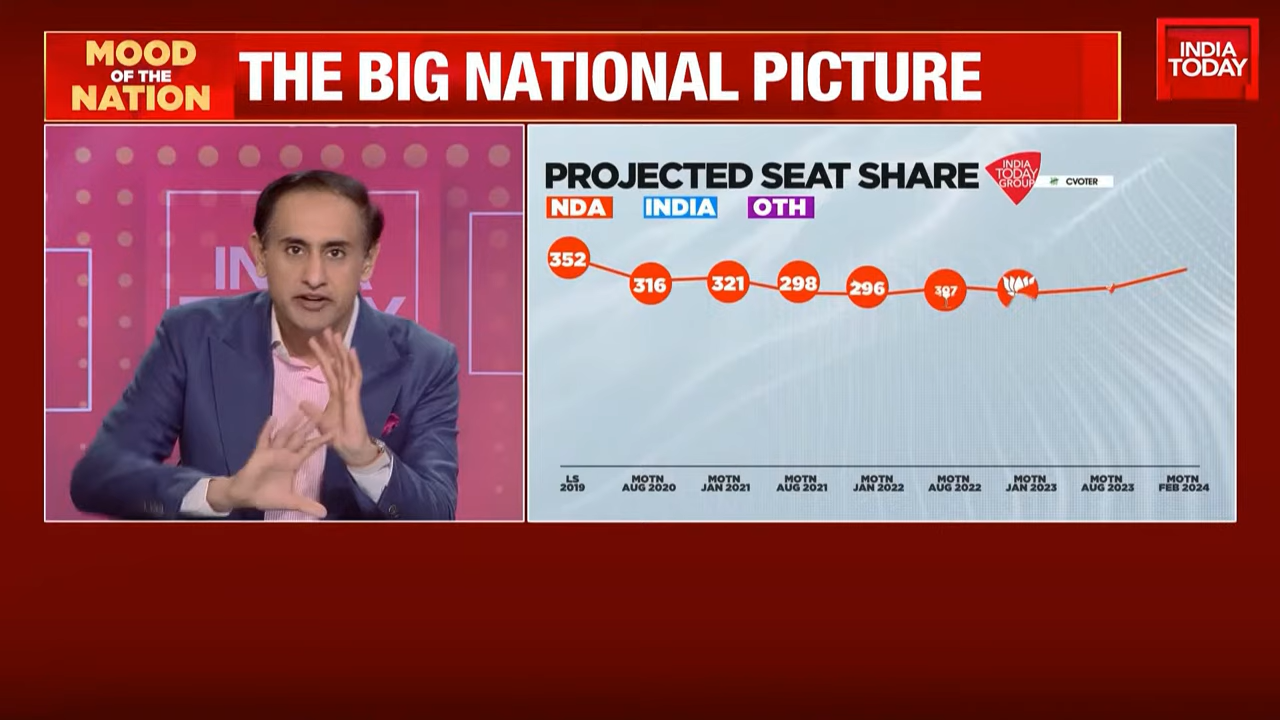 MOOD
OF THE
NATION
THE BIG NATIONAL PICTURE
INDIA
TODAY
PROJECTED SEAT SHARE
INDIA
TODAY
GROUP
CVOTER
NDA
INDIA
OTH
352
316
321
298
296
307
LS
2019
MOTN
AUG 2020
MOTN
JAN 2021
MOTN
AUG 2021
MOTN
JAN 2022
MOTN
AUG 2022
MOTN
JAN 2023
MOTN
AUG 2023
MOTN
FEB 2024